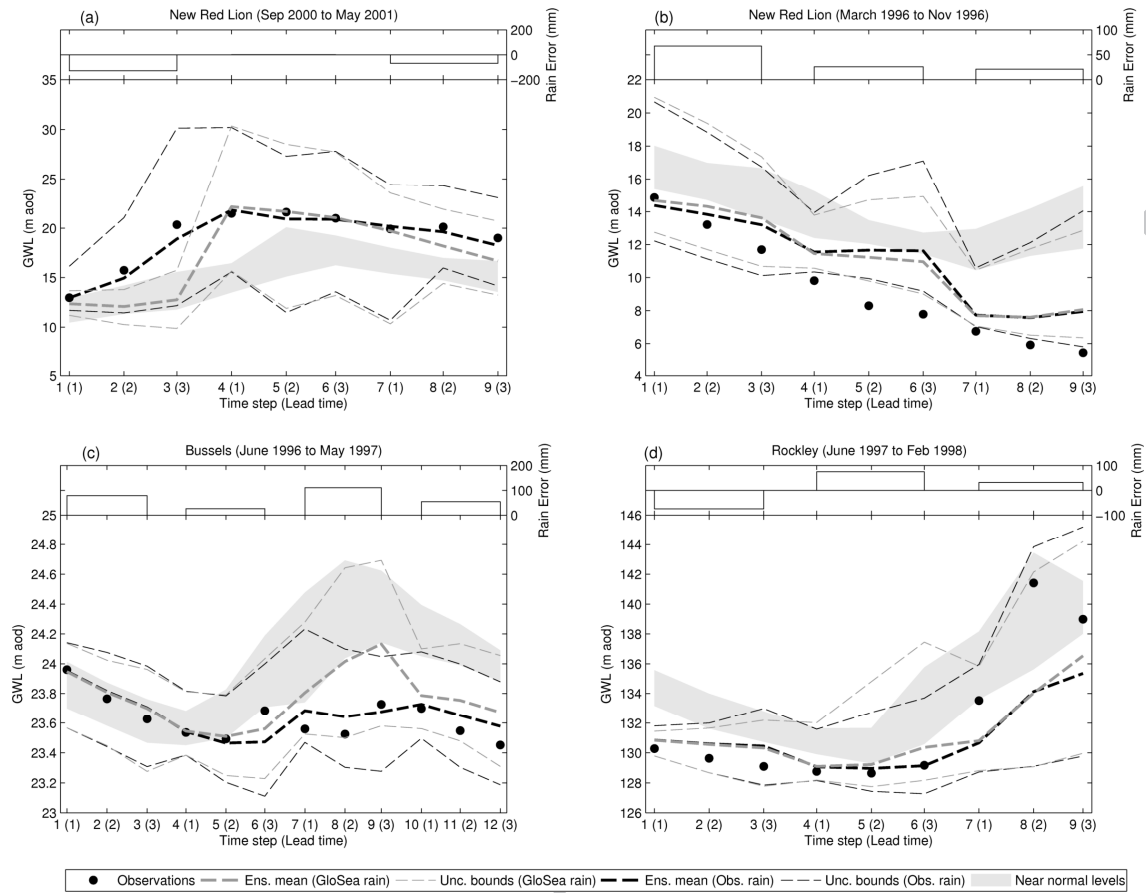 (a) New Red Lion (Sep 2000 to May 2001)
200
0
−200
Rain Error (mm)
35
30
25
20
15
10
5
GWL (m aod)
1 (1) 2 (2) 3 (3) 4 (1) 5 (2) 6 (3) 7 (1) 8 (2) 9 (3)
Time step (Lead time)
(b) New Red Lion (March 1996 to Nov 1996)
100
50
0
Rain Error (mm)
22
20
18
16
14
12
10
8
6
4
GWL (m aod)
1 (1) 2 (2) 3 (3) 4 (1) 5 (2) 6 (3) 7 (1) 8 (2) 9 (3)
Time step (Lead time)
(c) Bussels (June 1996 to May 1997)
200
100
0
Rain Error (mm)
25
24.8
24.6
24.4
24.2
24
23.8
23.6
23.4
23.2
23
GWL (m aod)
1 (1) 2 (2) 3 (3) 4 (1) 5 (2) 6 (3) 7 (1) 8 (2) 9 (3) 10 (1) 11 (2) 12 (3)
Time step (Lead time)
(d) Rockley (June 1997 to Feb 1998)
100
0
−100
Rain Error (mm)
146
144
142
140
138
136
134
132
130
128
126
GWL (m aod)
1 (1) 2 (2) 3 (3) 4 (1) 5 (2) 6 (3) 7 (1) 8 (2) 9 (3)
Time step (Lead time)
Observations Ens. mean (GloSea rain) Unc. bounds (GloSea rain) Ens. mean (Obs. rain) Unc. bounds (Obs. rain) Near normal levels